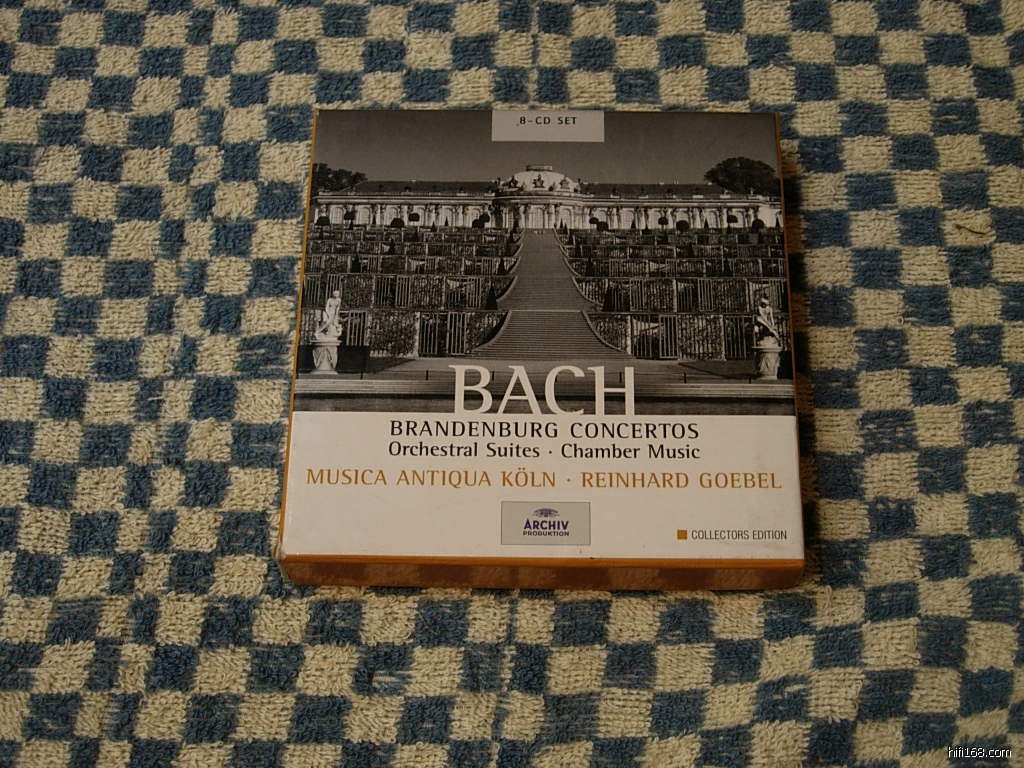 8-CD SET
BACH
BRANDENBURG CONCERTOS
Orchestral Suites · Chamber Music
MUSICA ANTIQUA KÖLN · REINHARD GOEBEL
ARCHIV
PRODUKTION
COLLECTORS EDITION
hifi168.com